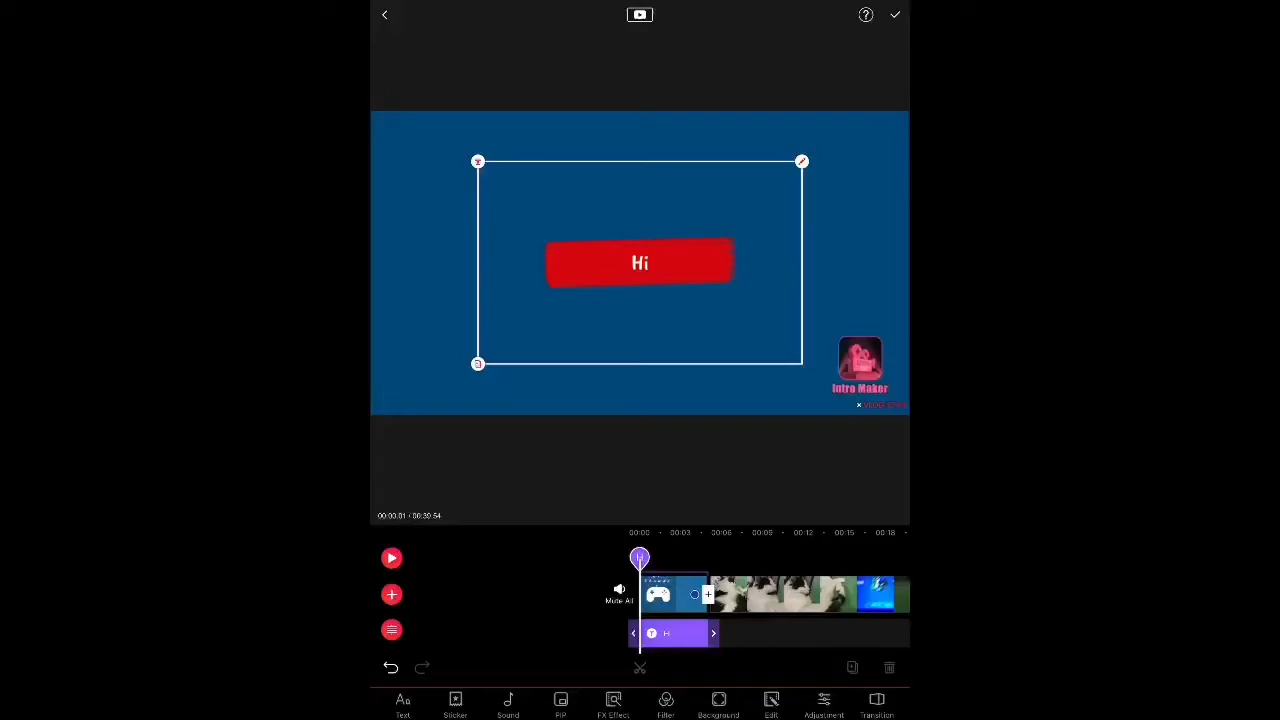 Hi
Intro Maker
00:00.01 / 00:39.54
00:00 · 00:03 · 00:06 · 00:09 · 00:12 · 00:15 · 00:18
Mute All
Text Sticker Sound PIP FX Effect Filter Background Edit Adjustment Transition